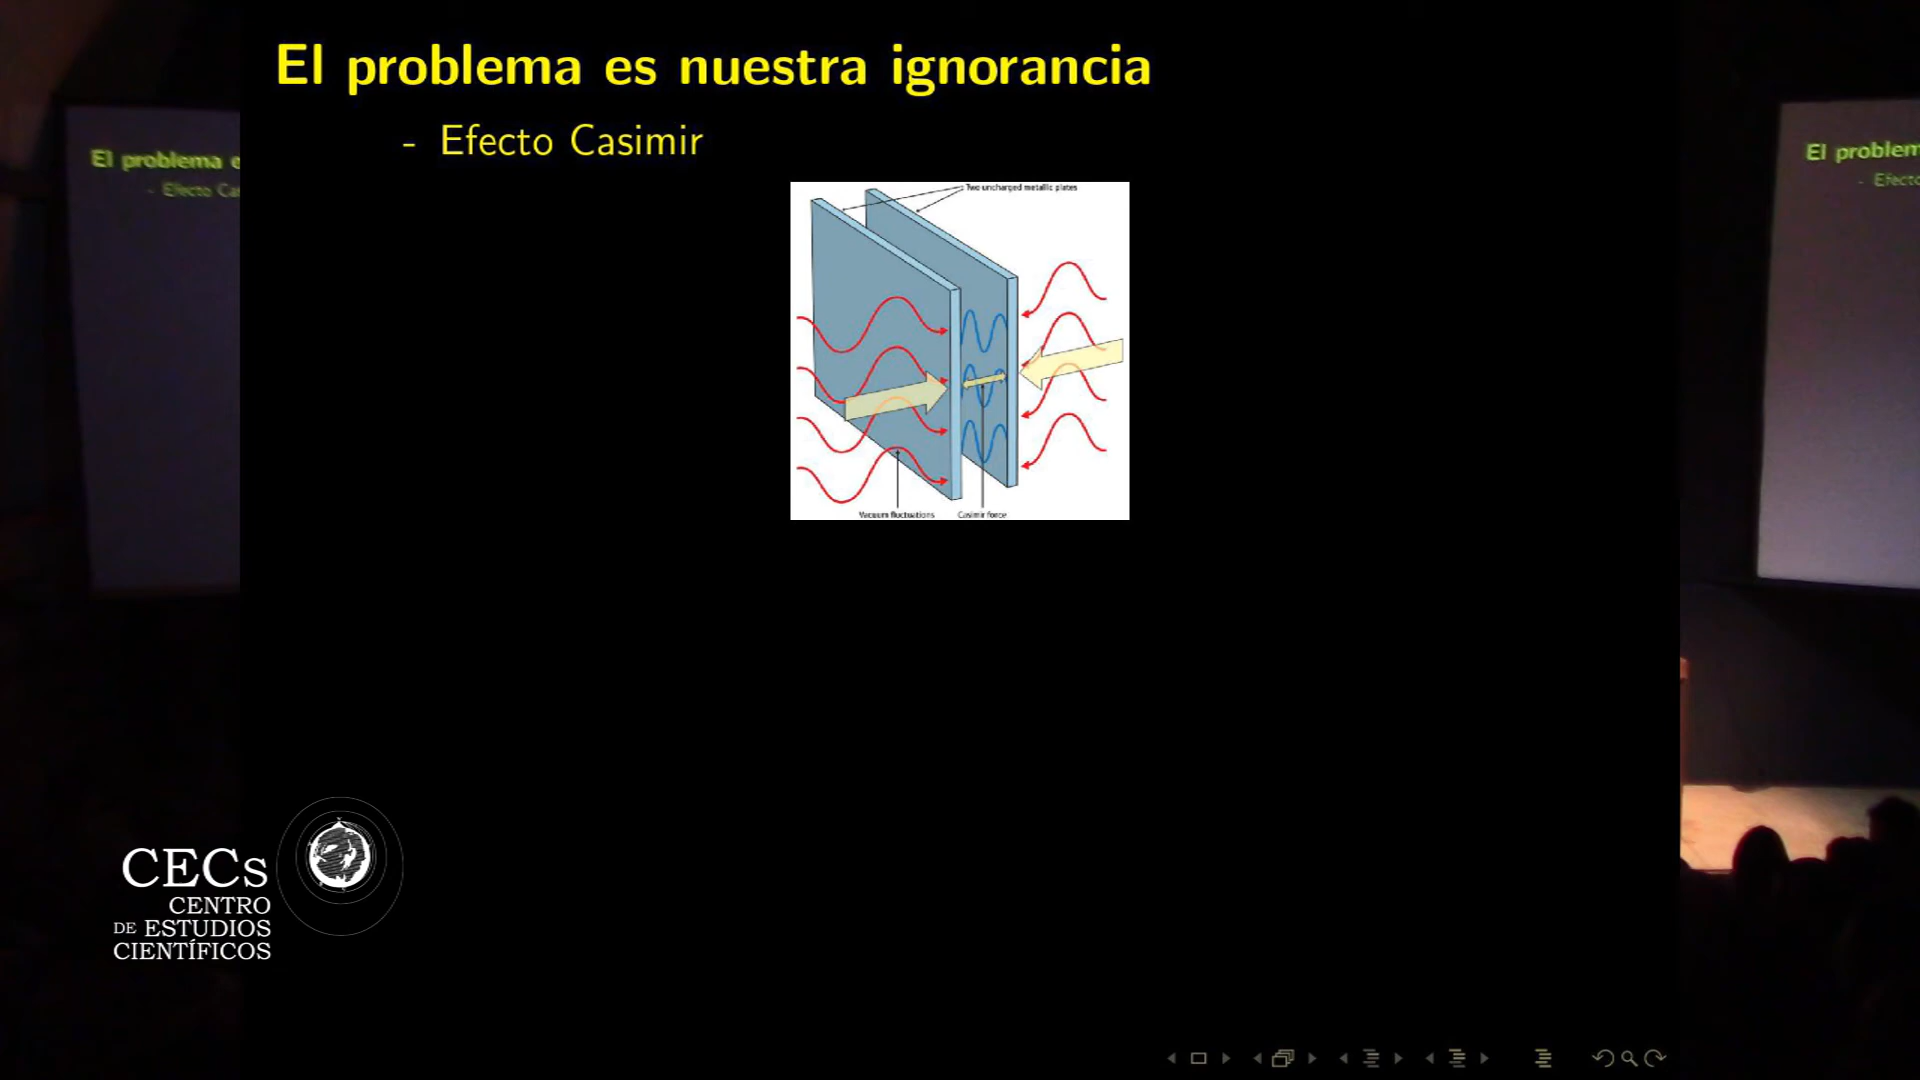 El problema es nuestra ignorancia
- Efecto Casimir
Two uncharged metallic plates
Vacuum fluctuations
Casimir force
El problema e
- Efecto Ca
El problem
- Efecto
CECs
CENTRO
DE ESTUDIOS
CIENTÍFICOS